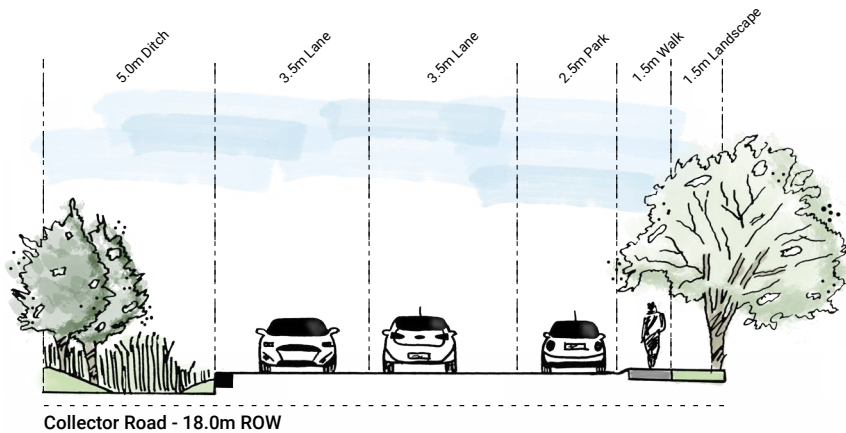 5.0m Ditch
3.5m Lane
3.5m Lane
2.5m Park
1.5m Walk
1.5m Landscape
Collector Road - 18.0m ROW